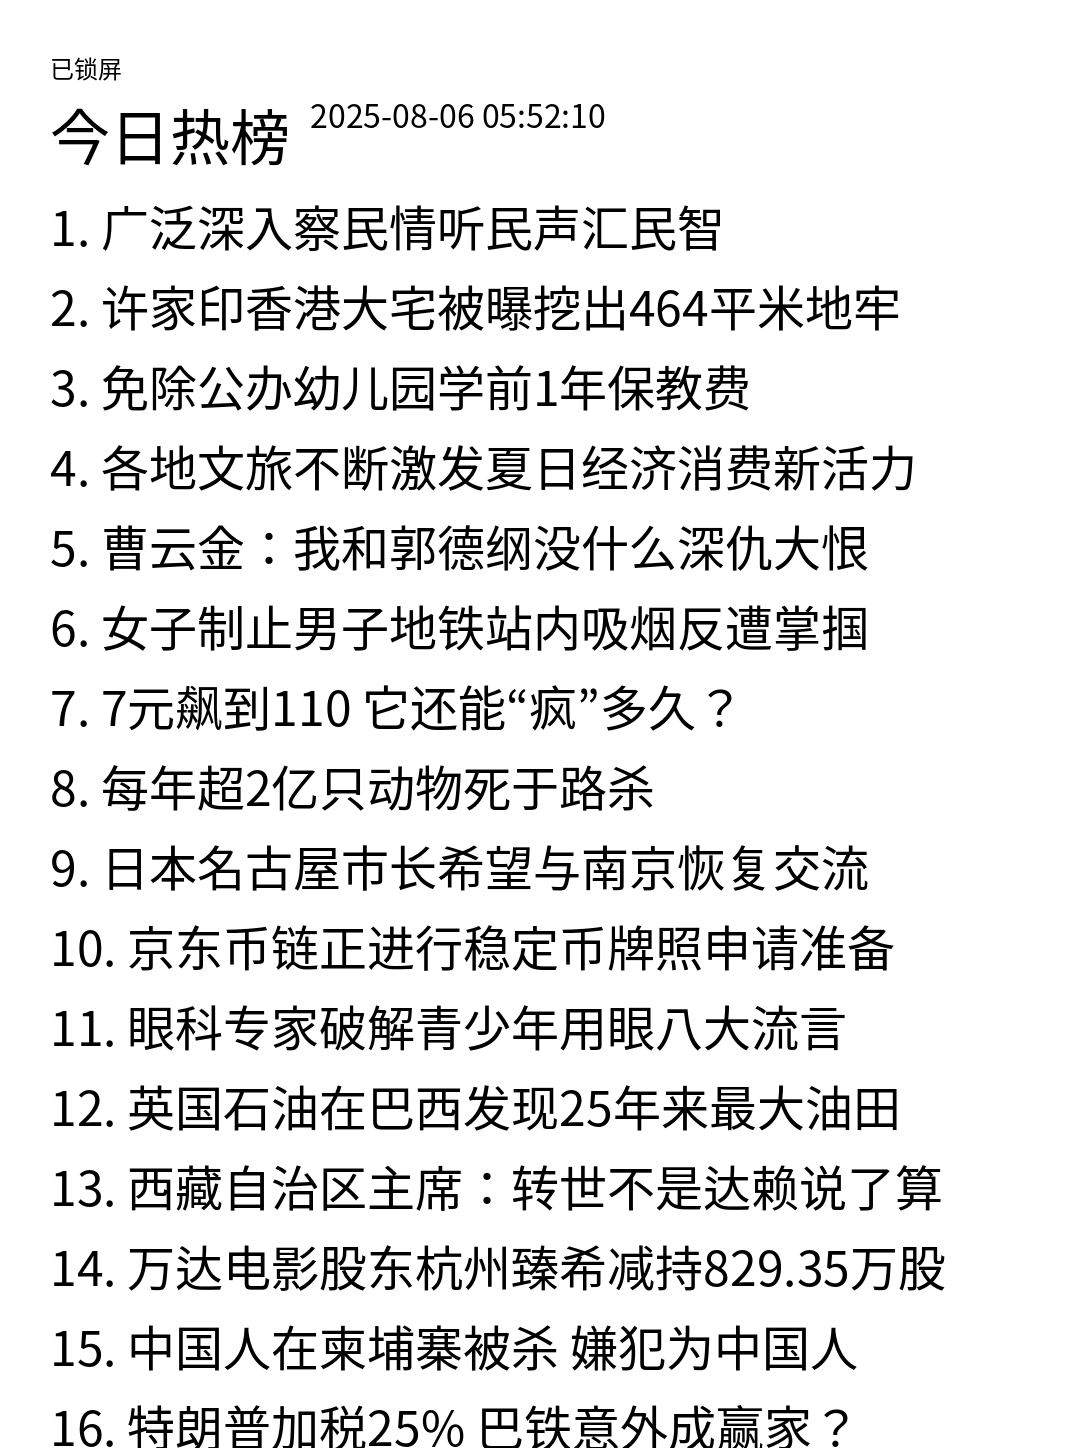 已锁屏
今日热榜 2025-08-06 05:52:10
1. 广泛深入察民情听民声汇民智
2. 许家印香港大宅被曝挖出464平米地牢
3. 免除公办幼儿园学前1年保教费
4. 各地文旅不断激发夏日经济消费新活力
5. 曹云金：我和郭德纲没什么深仇大恨
6. 女子制止男子地铁站内吸烟反遭掌掴
7. 7元飙到110 它还能“疯”多久？
8. 每年超2亿只动物死于路杀
9. 日本名古屋市长希望与南京恢复交流
10. 京东币链正进行稳定币牌照申请准备
11. 眼科专家破解青少年用眼八大流言
12. 英国石油在巴西发现25年来最大油田
13. 西藏自治区主席：转世不是达赖说了算
14. 万达电影股东杭州臻希减持829.35万股
15. 中国人在柬埔寨被杀 嫌犯为中国人
16. 特朗普加税25% 巴铁意外成赢家？